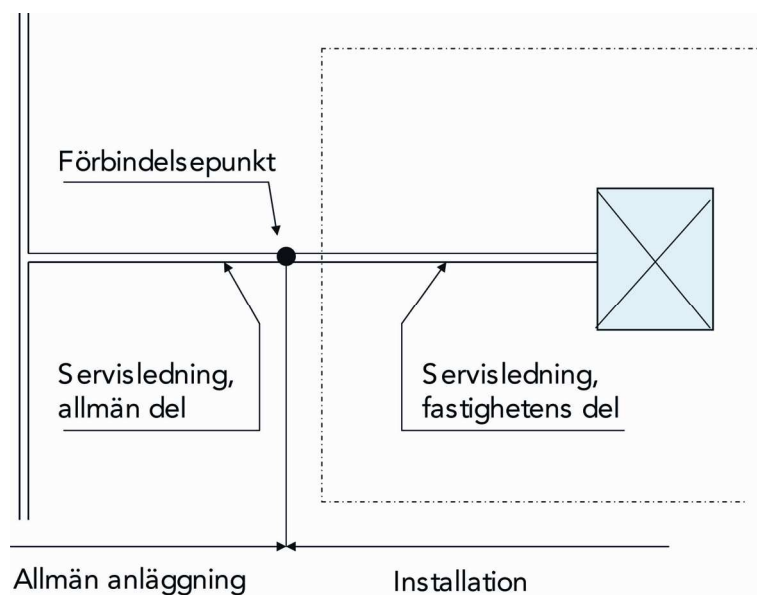 Förbindelsepunkt
Servisledning,
allmän del
Servisledning,
fastighetens del
Allmän anläggning
Installation